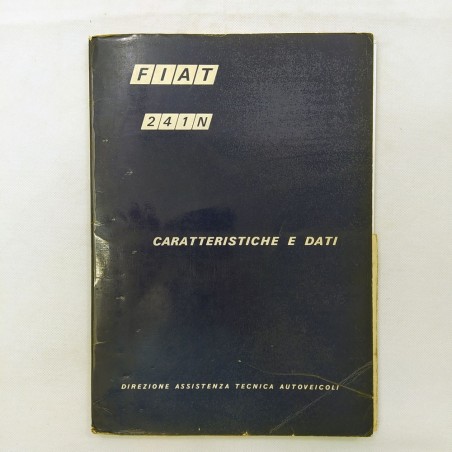 FIAT
241N
CARATTERISTICHE E DATI
DIREZIONE ASSISTENZA TECNICA AUTOVEICOLI